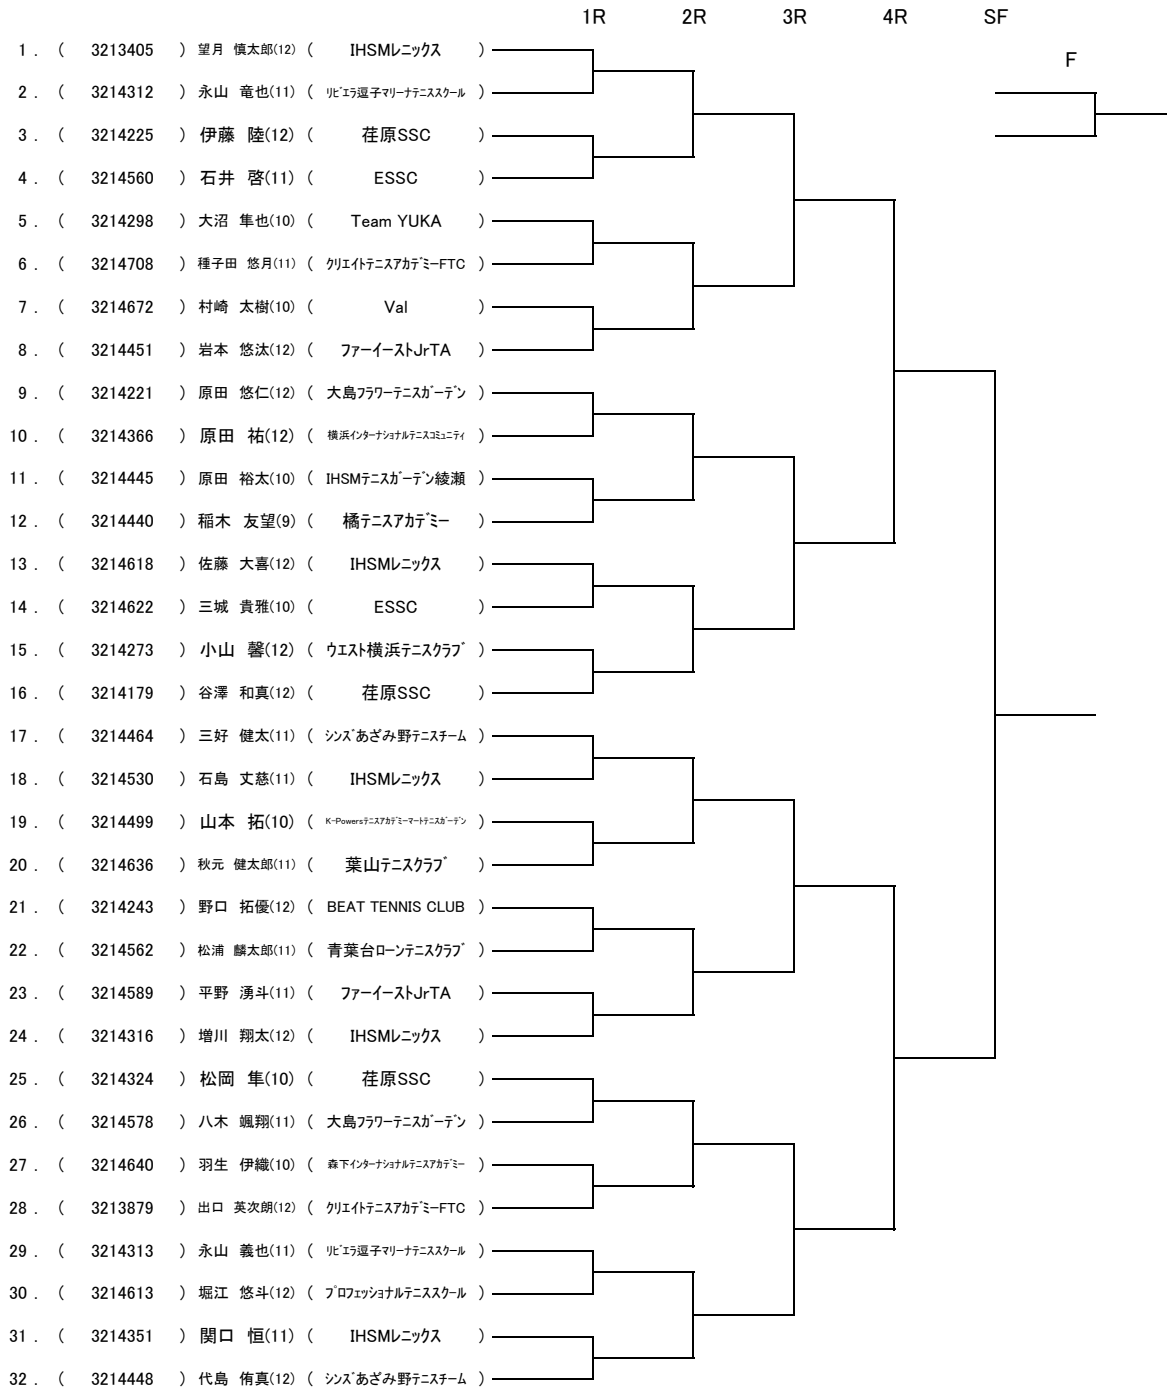 1R 2R 3R 4R SF
F
1 . ( 3213405 ) 望月 慎太郎(12) ( IHSMレニックス )
2 . ( 3214312 ) 永山 竜也(11) ( リビエラ逗子マリーナテニススクール )
3 . ( 3214225 ) 伊藤 陸(12) ( 荏原SSC )
4 . ( 3214560 ) 石井 啓(11) ( ESSC )
5 . ( 3214298 ) 大沼 隼也(10) ( Team YUKA )
6 . ( 3214708 ) 種子田 悠月(11) ( クリエイトテニスアカデミーFTC )
7 . ( 3214672 ) 村崎 太樹(10) ( Val )
8 . ( 3214451 ) 岩本 悠汰(12) ( ファーイーストJrTA )
9 . ( 3214221 ) 原田 悠仁(12) ( 大島フラワーテニスガーデン )
10 . ( 3214366 ) 原田 祐(12) ( 横浜インターナショナルテニスコミュニティ )
11 . ( 3214445 ) 原田 裕太(10) ( IHSMテニスガーデン綾瀬 )
12 . ( 3214440 ) 稲木 友望(9) ( 橘テニスアカデミー )
13 . ( 3214618 ) 佐藤 大喜(12) ( IHSMレニックス )
14 . ( 3214622 ) 三城 貴雅(10) ( ESSC )
15 . ( 3214273 ) 小山 馨(12) ( ウエスト横浜テニスクラブ )
16 . ( 3214179 ) 谷澤 和真(12) ( 荏原SSC )
17 . ( 3214464 ) 三好 健太(11) ( シンズあざみ野テニスチーム )
18 . ( 3214530 ) 石島 丈慈(11) ( IHSMレニックス )
19 . ( 3214499 ) 山本 拓(10) ( K-Powersテニスアカデミーマートテニスガーデン )
20 . ( 3214636 ) 秋元 健太郎(11) ( 葉山テニスクラブ )
21 . ( 3214243 ) 野口 拓優(12) ( BEAT TENNIS CLUB )
22 . ( 3214562 ) 松浦 麟太郎(11) ( 青葉台ローンテニスクラブ )
23 . ( 3214589 ) 平野 湧斗(11) ( ファーイーストJrTA )
24 . ( 3214316 ) 増川 翔太(12) ( IHSMレニックス )
25 . ( 3214324 ) 松岡 隼(10) ( 荏原SSC )
26 . ( 3214578 ) 八木 颯翔(11) ( 大島フラワーテニスガーデン )
27 . ( 3214640 ) 羽生 伊織(10) ( 森下インターナショナルテニスアカデミー )
28 . ( 3213879 ) 出口 英次朗(12) ( クリエイトテニスアカデミーFTC )
29 . ( 3214313 ) 永山 義也(11) ( リビエラ逗子マリーナテニススクール )
30 . ( 3214613 ) 堀江 悠斗(12) ( プロフェッショナルテニススクール )
31 . ( 3214351 ) 関口 恒(11) ( IHSMレニックス )
32 . ( 3214448 ) 代島 侑真(12) ( シンズあざみ野テニスチーム )